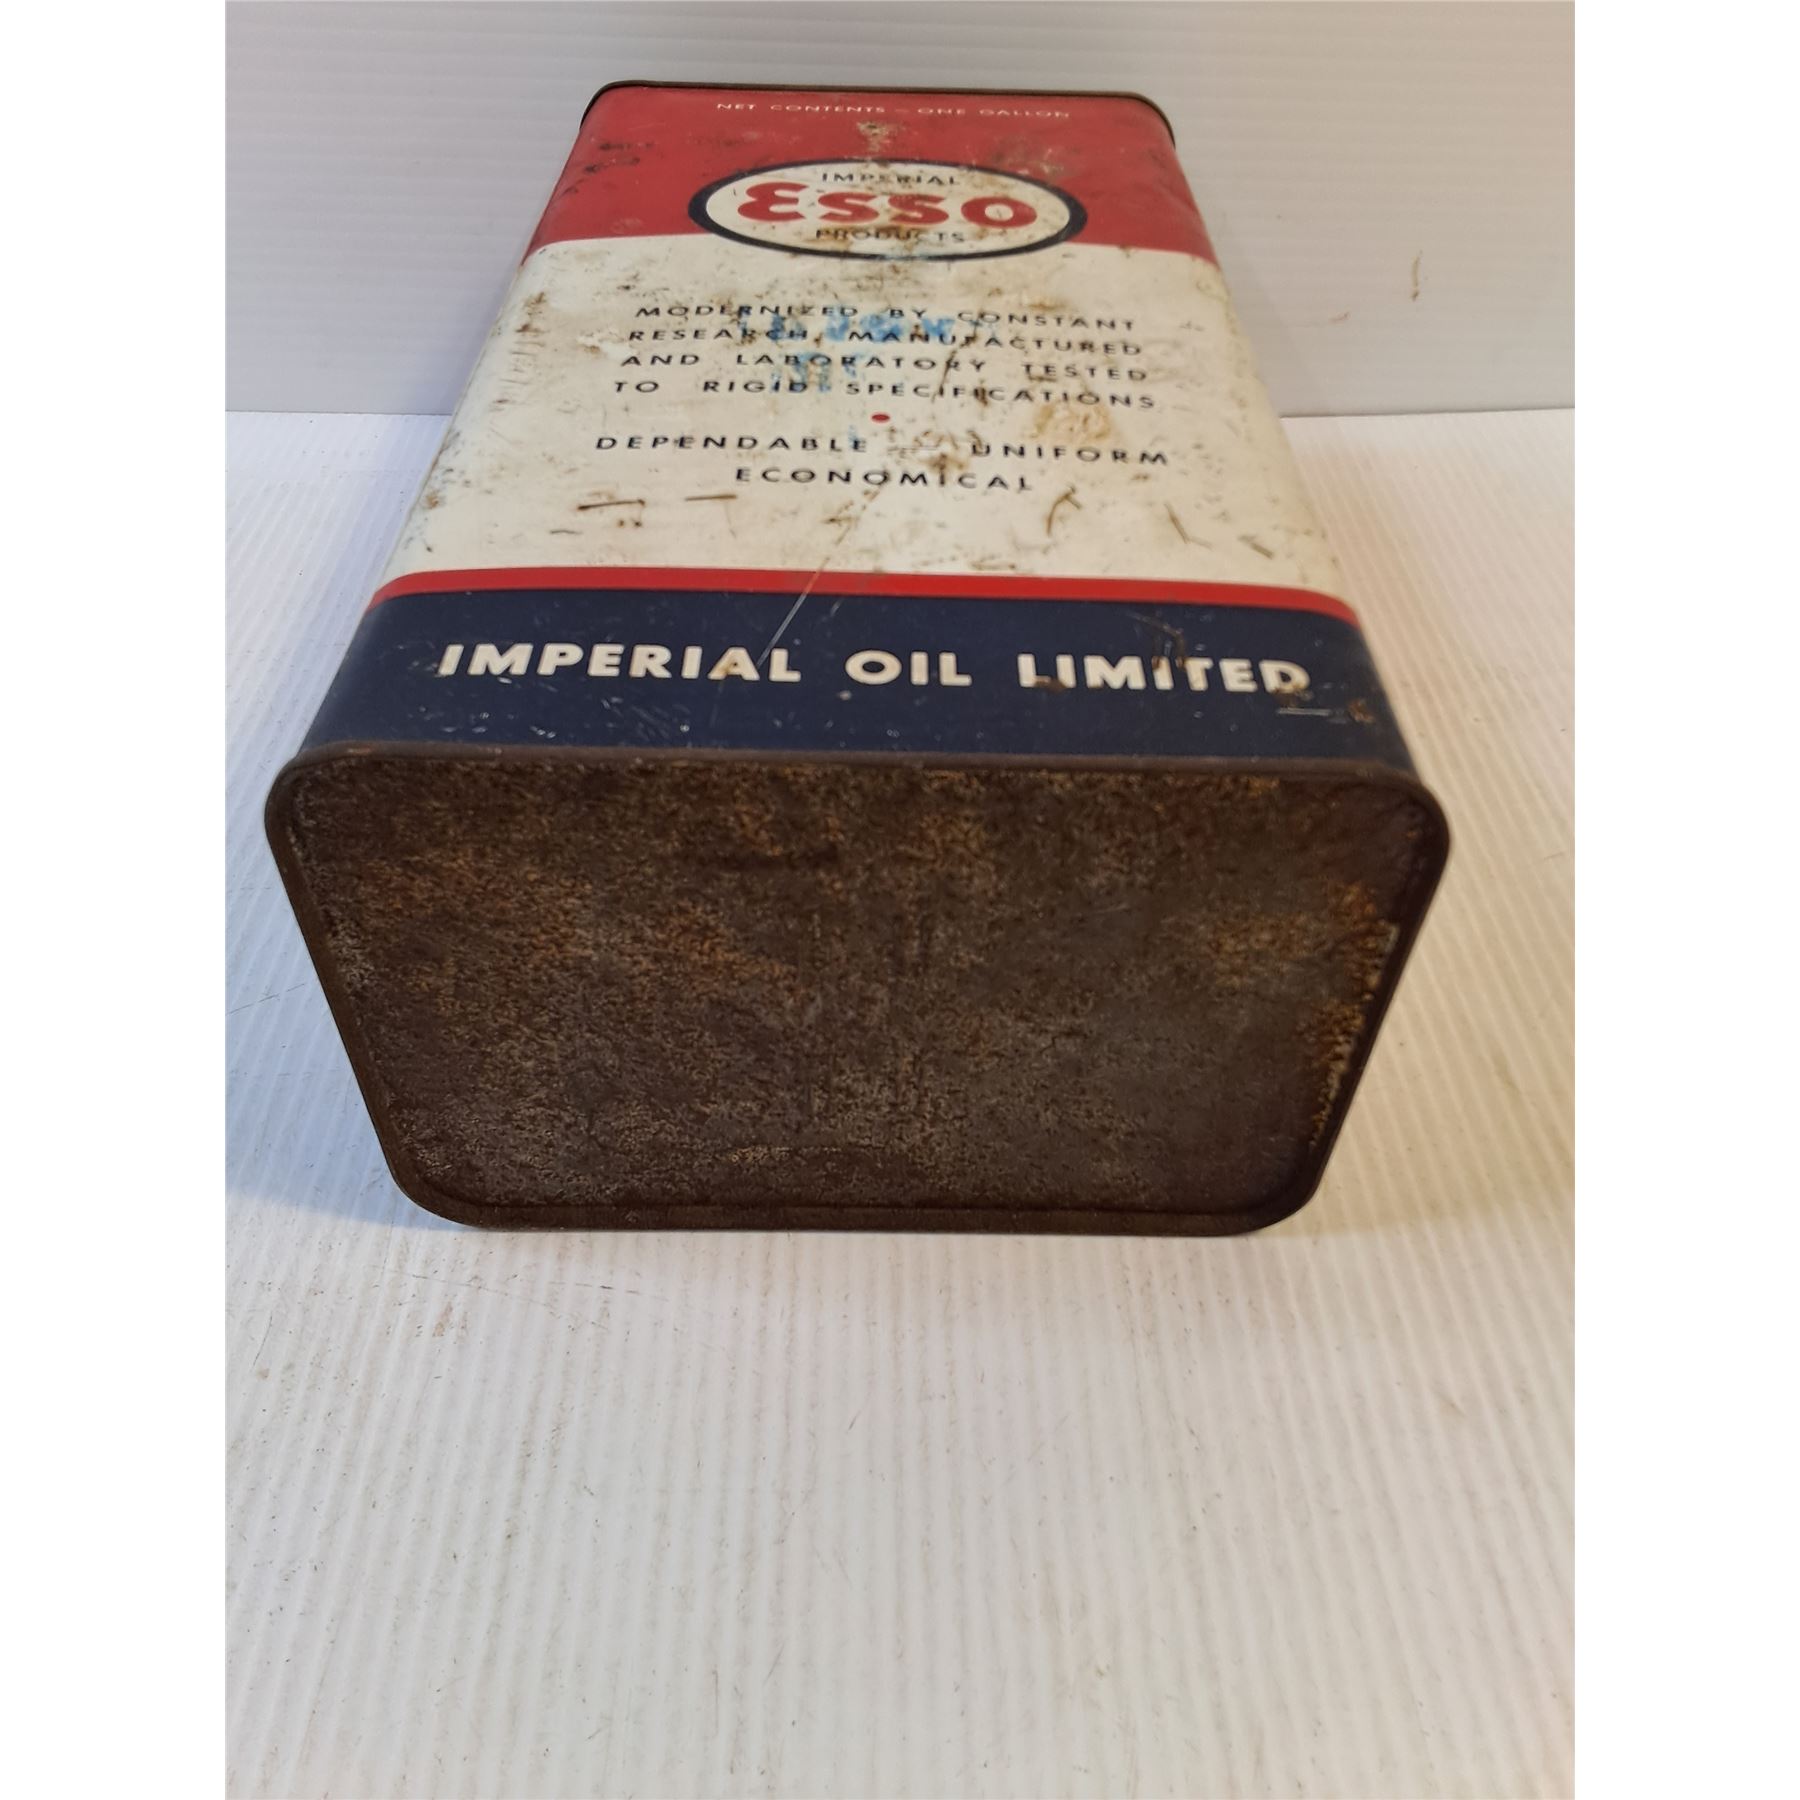 NET CONTENTS - ONE GALLON
IMPERIAL
Esso
PRODUCTS
MODERNIZED BY CONSTANT
RESEARCH, MANUFACTURED
AND LABORATORY TESTED
TO RIGID SPECIFICATIONS
DEPENDABLE UNIFORM
ECONOMICAL
IMPERIAL OIL LIMITED